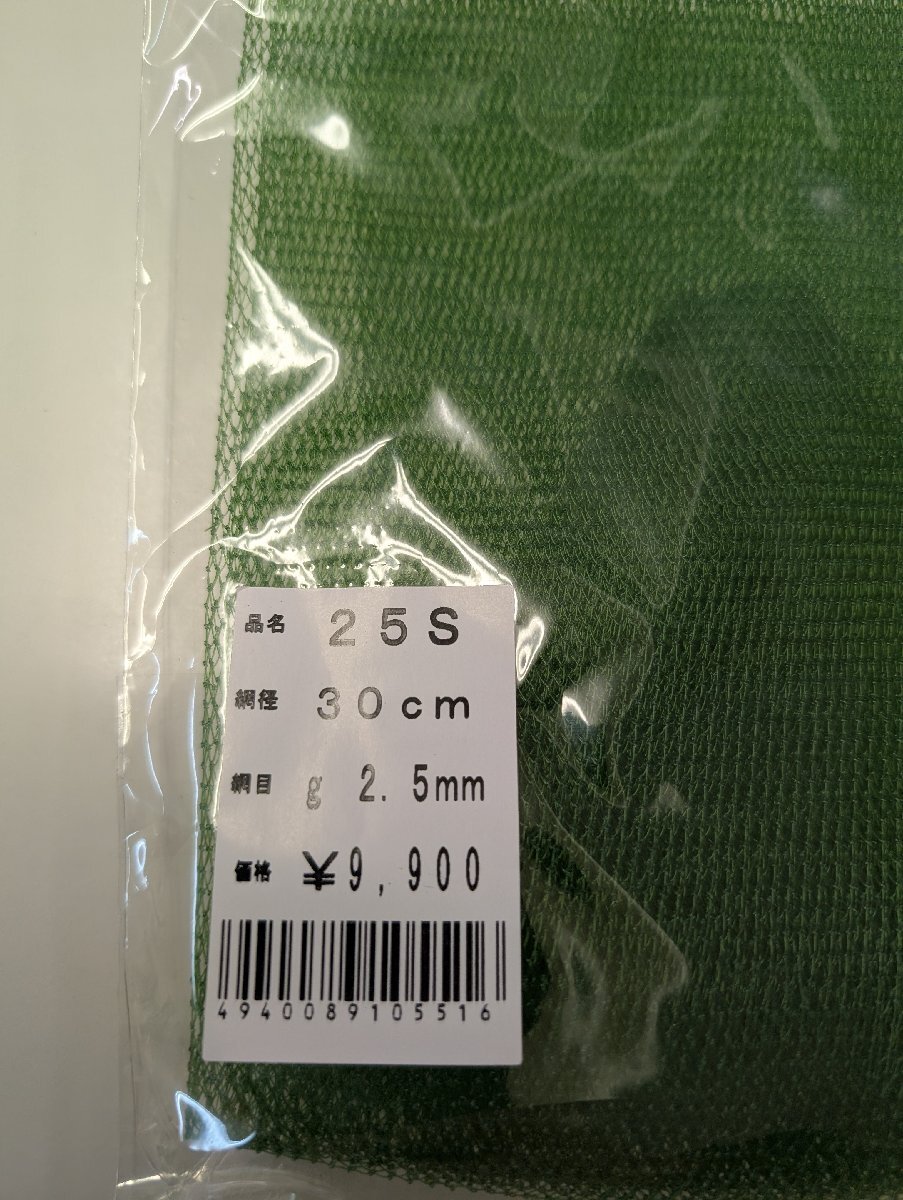 品名 25S
網径 30cm
網目 g 2.5mm
価格 ¥9,900
4940089105516